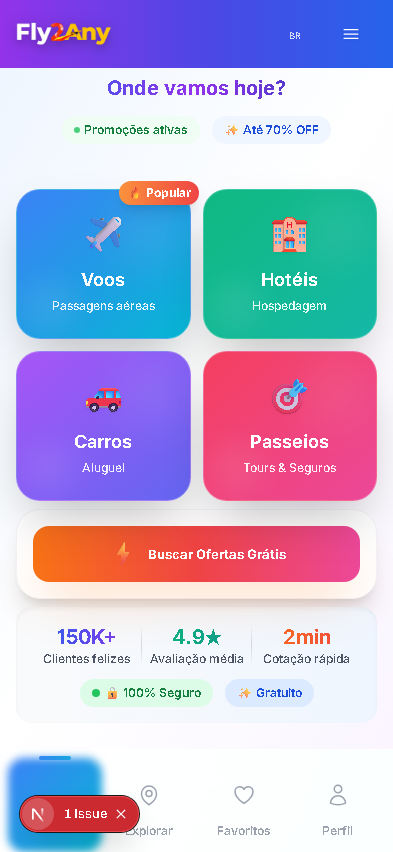 Fly2Any
BR
Onde vamos hoje?
Promoções ativas
Até 70% OFF
Popular
Voos
Passagens aéreas
Hotéis
Hospedagem
Carros
Aluguel
Passeios
Tours & Seguros
Buscar Ofertas Grátis
150K+
Clientes felizes
4.9★
Avaliação média
2min
Cotação rápida
100% Seguro
Gratuito
N
1 Issue
Explorar
Favoritos
Perfil